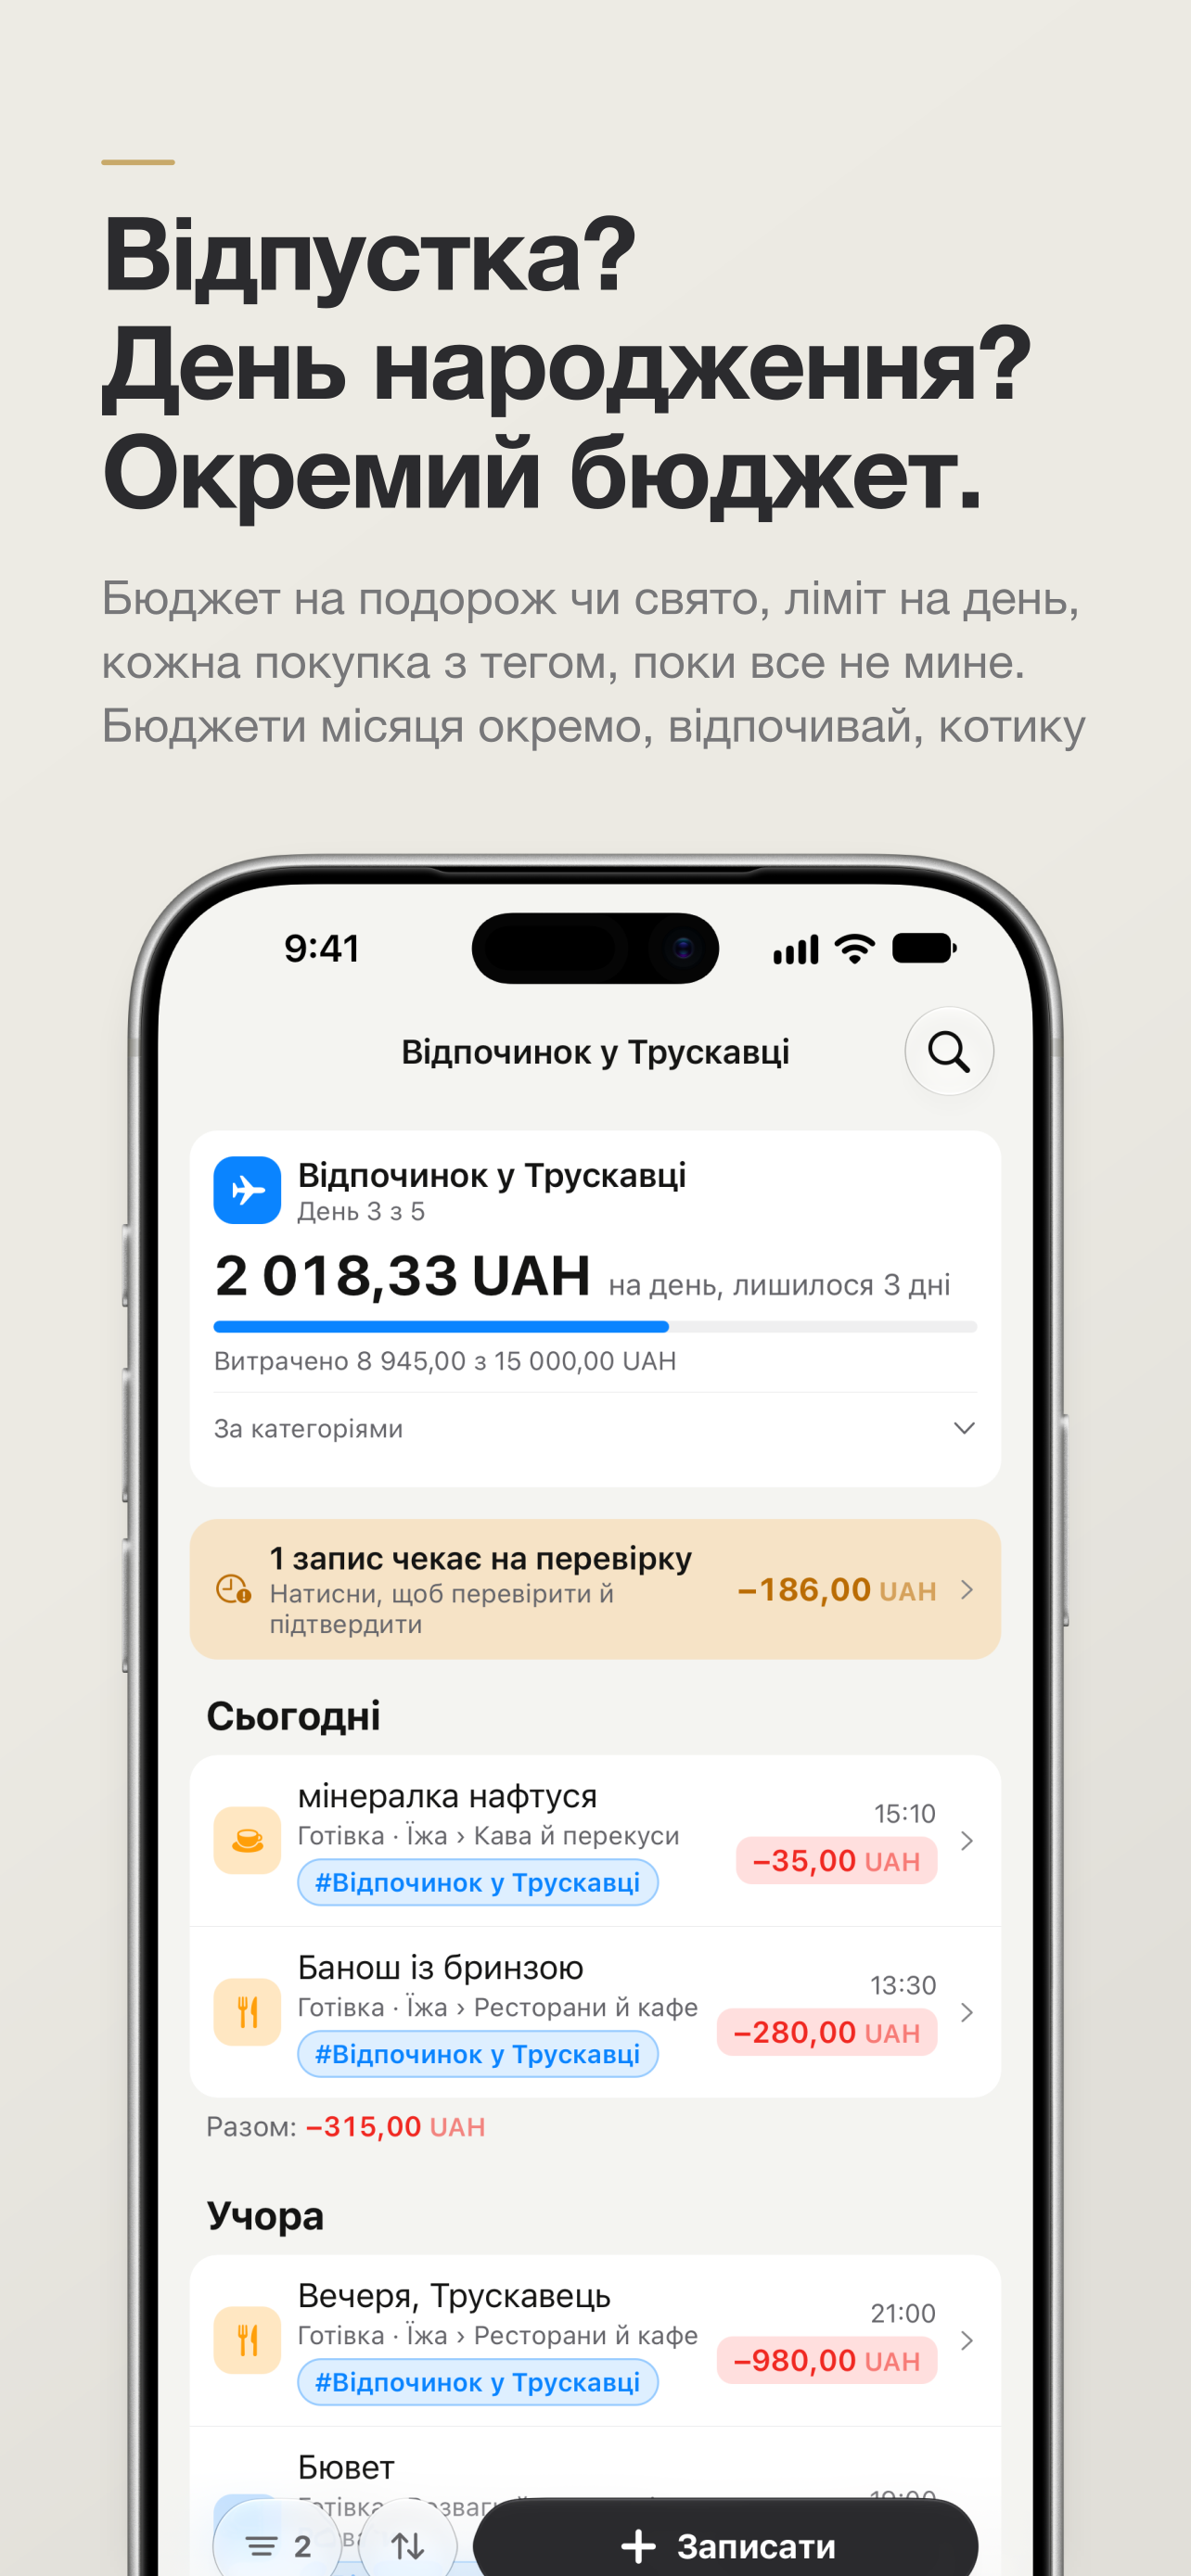 Відпустка?
День народження?
Окремий бюджет.
Бюджет на подорож чи свято, ліміт на день,
кожна покупка з тегом, поки все не мине.
Бюджети місяця окремо, відпочивай, котику
9:41
Відпочинок у Трускавці
Відпочинок у Трускавці
День 3 з 5
2 018,33 UAH на день, лишилося 3 дні
Витрачено 8 945,00 з 15 000,00 UAH
За категоріями
1 запис чекає на перевірку
Натисни, щоб перевірити й
підтвердити
–186,00 UAH
Сьогодні
мінералка нафтуся
Готівка · Їжа › Кава й перекуси
#Відпочинок у Трускавці
15:10
–35,00 UAH
Банош із бринзою
Готівка · Їжа › Ресторани й кафе
#Відпочинок у Трускавці
13:30
–280,00 UAH
Разом: –315,00 UAH
Учора
Вечеря, Трускавець
Готівка · Їжа › Ресторани й кафе
#Відпочинок у Трускавці
21:00
–980,00 UAH
Бювет
2
Записати